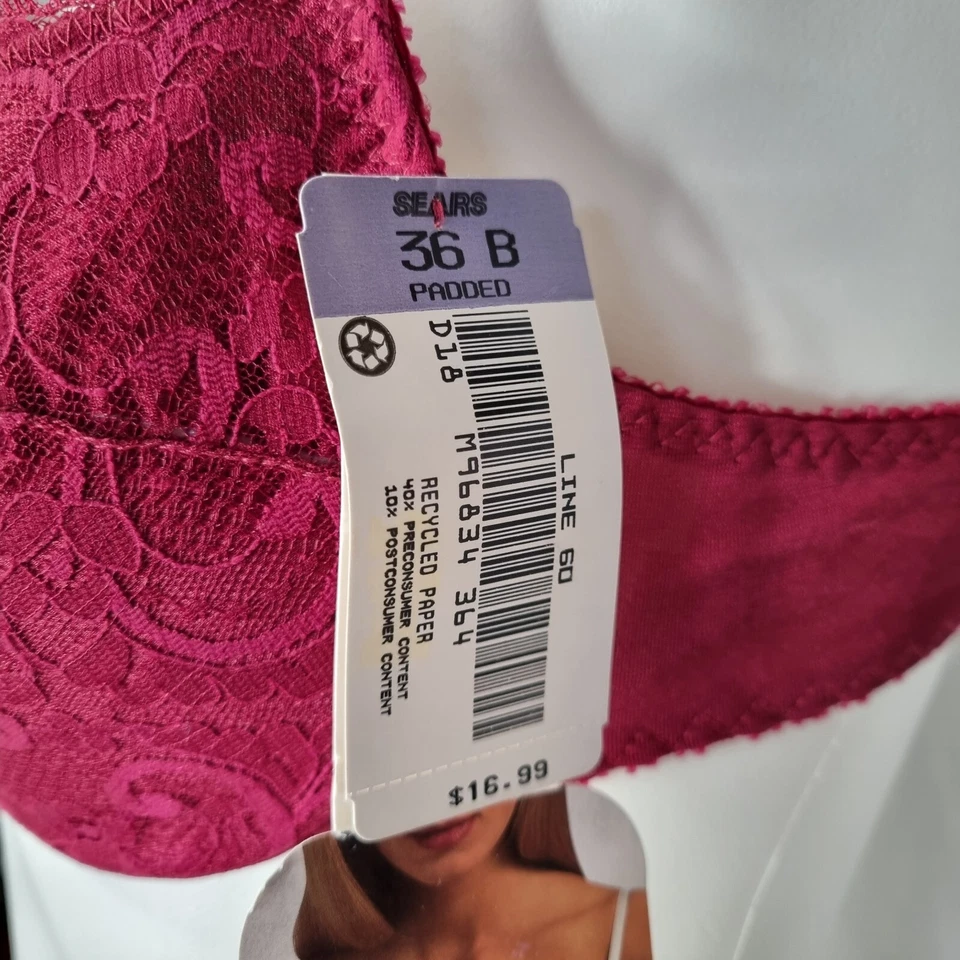 SEARS
36 B
PADDED
D18
LINE 60
M96834 364
RECYCLED PAPER
40% PRECONSUMER CONTENT
10% POSTCONSUMER CONTENT
$16.99